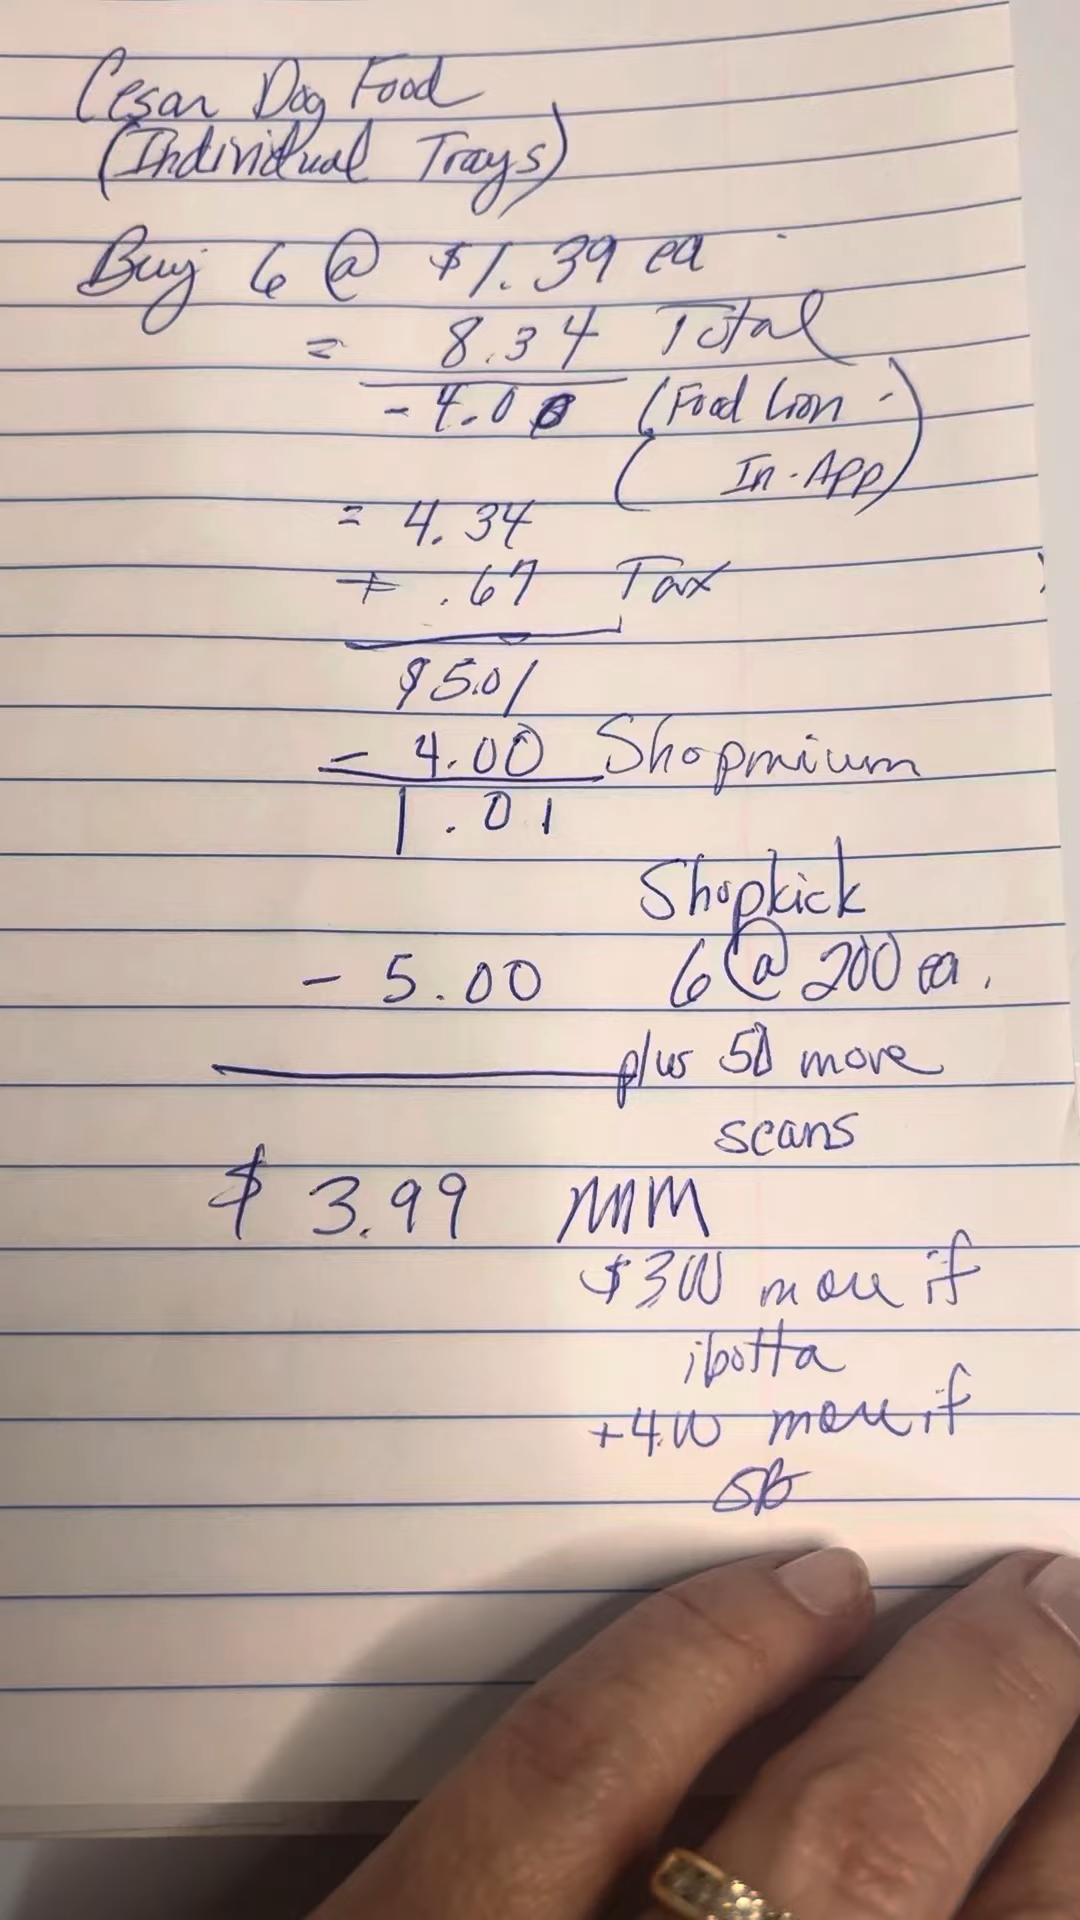 Cesar Dog Food
(Individual Trays)
Buy 6 @ $1.39 ea
= 8.34 Total
- 4.00 (Food Lion -
In-App)
= 4.34
+ .67 Tax
$5.01
- 4.00 Shopmium
1.01
Shopkick
- 5.00 6 @ 200 ea.
plus 50 more
scans
$3.99 MM
$3.00 more if
ibotta
+4.00 more if
SB